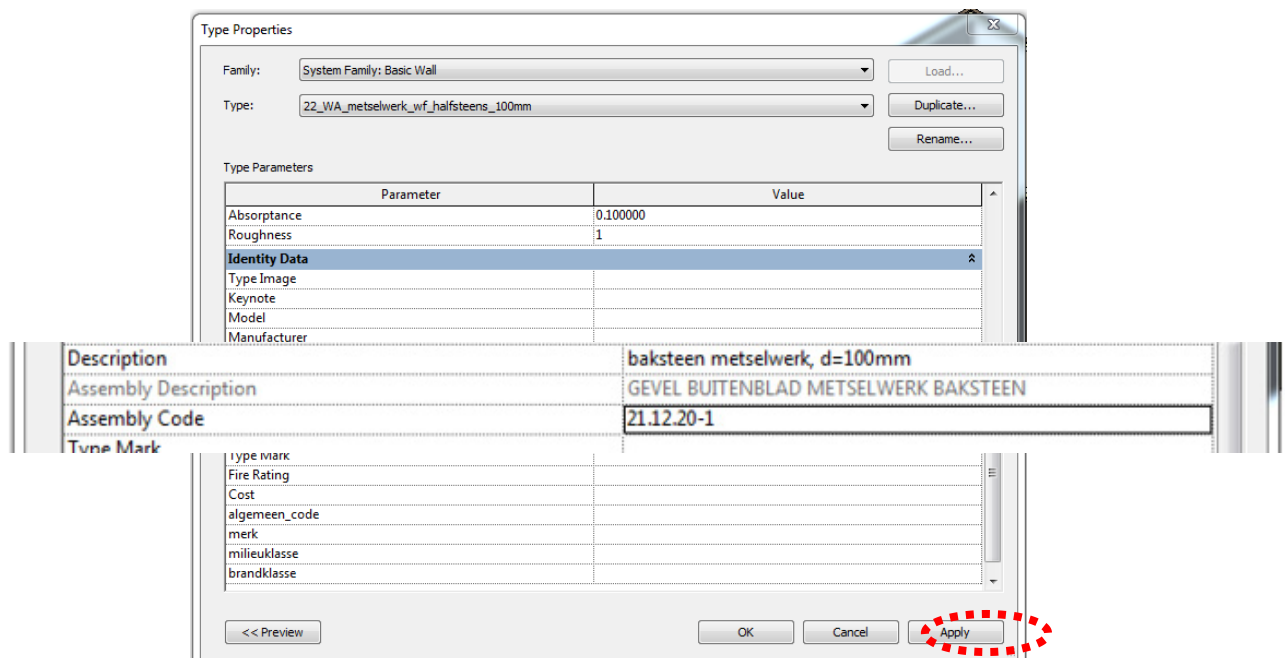 Type Properties
Family: System Family: Basic Wall Load...
Type: 22_WA_metselwerk_wf_halfsteens_100mm Duplicate...
Rename...
Type Parameters
Parameter Value
Absorptance 0.100000
Roughness 1
Identity Data
Type Image
Keynote
Model
Manufacturer
Description baksteen metselwerk, d=100mm
Assembly Description GEVEL BUITENBLAD METSELWERK BAKSTEEN
Assembly Code 21.12.20-1
Type Mark
Type Mark
Fire Rating
Cost
algemeen_code
merk
milieuklasse
brandklasse
<< Preview OK Cancel Apply